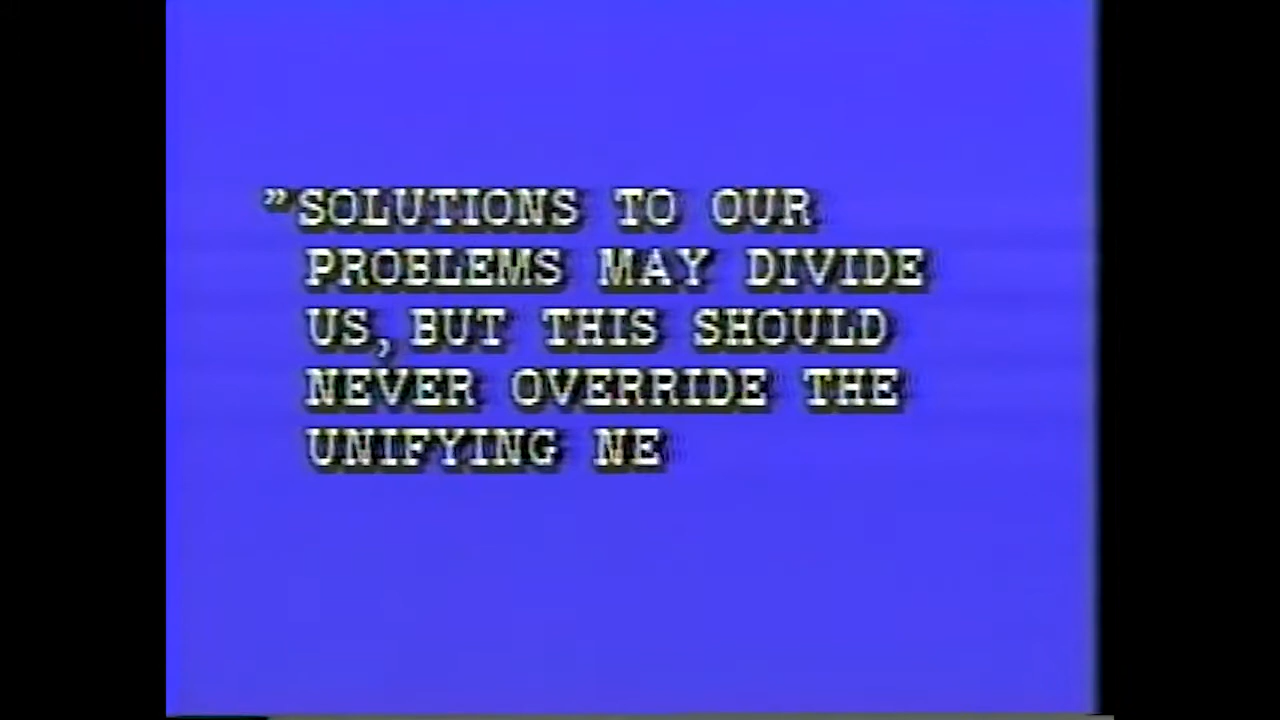 ”SOLUTIONS TO OUR
PROBLEMS MAY DIVIDE
US, BUT THIS SHOULD
NEVER OVERRIDE THE
UNIFYING NE